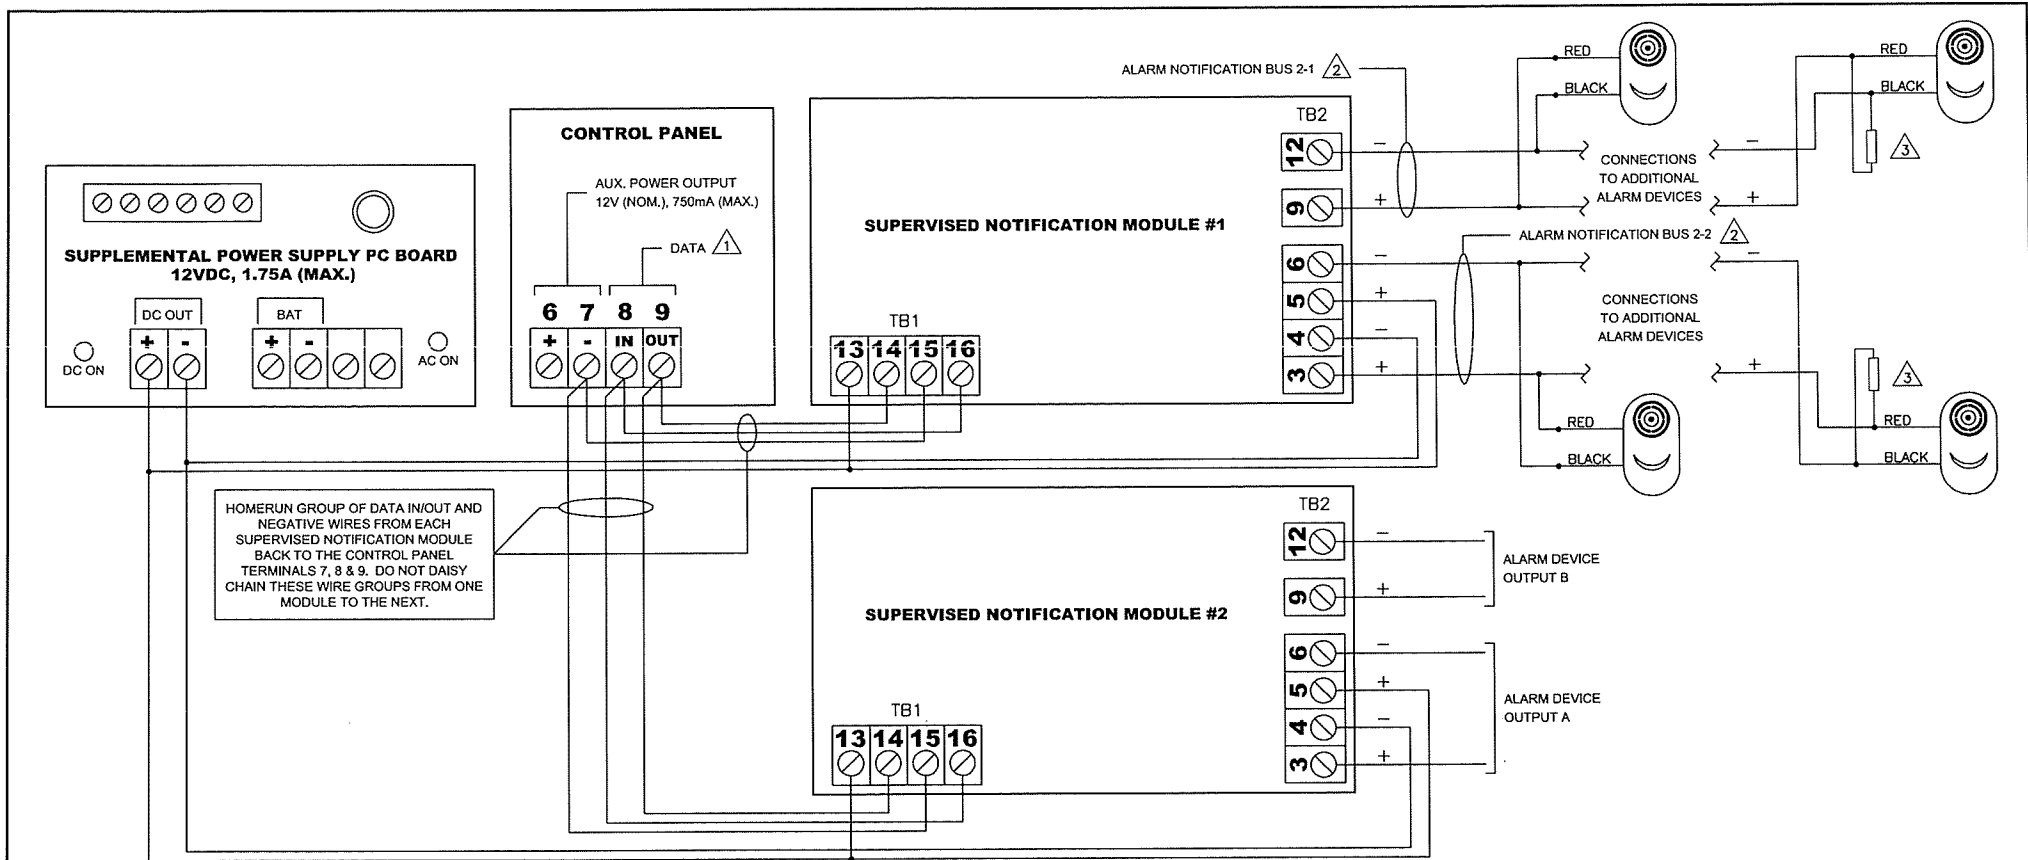 SUPPLEMENTAL POWER SUPPLY PC BOARD
12VDC, 1.75A (MAX.)
DC OUT
BAT
+
-
+
-
DC ON
AC ON
CONTROL PANEL
AUX. POWER OUTPUT
12V (NOM.), 750mA (MAX.)
DATA 1
6 7 8 9
+ - IN OUT
HOMERUN GROUP OF DATA IN/OUT AND
NEGATIVE WIRES FROM EACH
SUPERVISED NOTIFICATION MODULE
BACK TO THE CONTROL PANEL
TERMINALS 7, 8 & 9. DO NOT DAISY
CHAIN THESE WIRE GROUPS FROM ONE
MODULE TO THE NEXT.
SUPERVISED NOTIFICATION MODULE #1
TB1
13 14 15 16
TB2
12
9
6
5
4
3
−
+
−
+
−
+
ALARM NOTIFICATION BUS 2-1 2
RED
BLACK
CONNECTIONS
TO ADDITIONAL
ALARM DEVICES
−
+
RED
BLACK
3
ALARM NOTIFICATION BUS 2-2 2
CONNECTIONS
TO ADDITIONAL
ALARM DEVICES
−
+
RED
BLACK
3
RED
BLACK
SUPERVISED NOTIFICATION MODULE #2
TB1
13 14 15 16
TB2
12
9
6
5
4
3
−
+
−
+
−
+
ALARM DEVICE
OUTPUT B
ALARM DEVICE
OUTPUT A